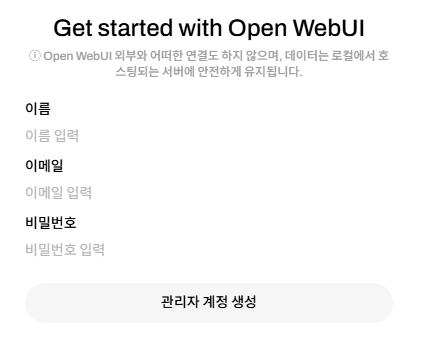 Get started with Open WebUI
ⓘ Open WebUI 외부와 어떠한 연결도 하지 않으며, 데이터는 로컬에서 호
스팅되는 서버에 안전하게 유지됩니다.
이름
이름 입력
이메일
이메일 입력
비밀번호
비밀번호 입력
관리자 계정 생성